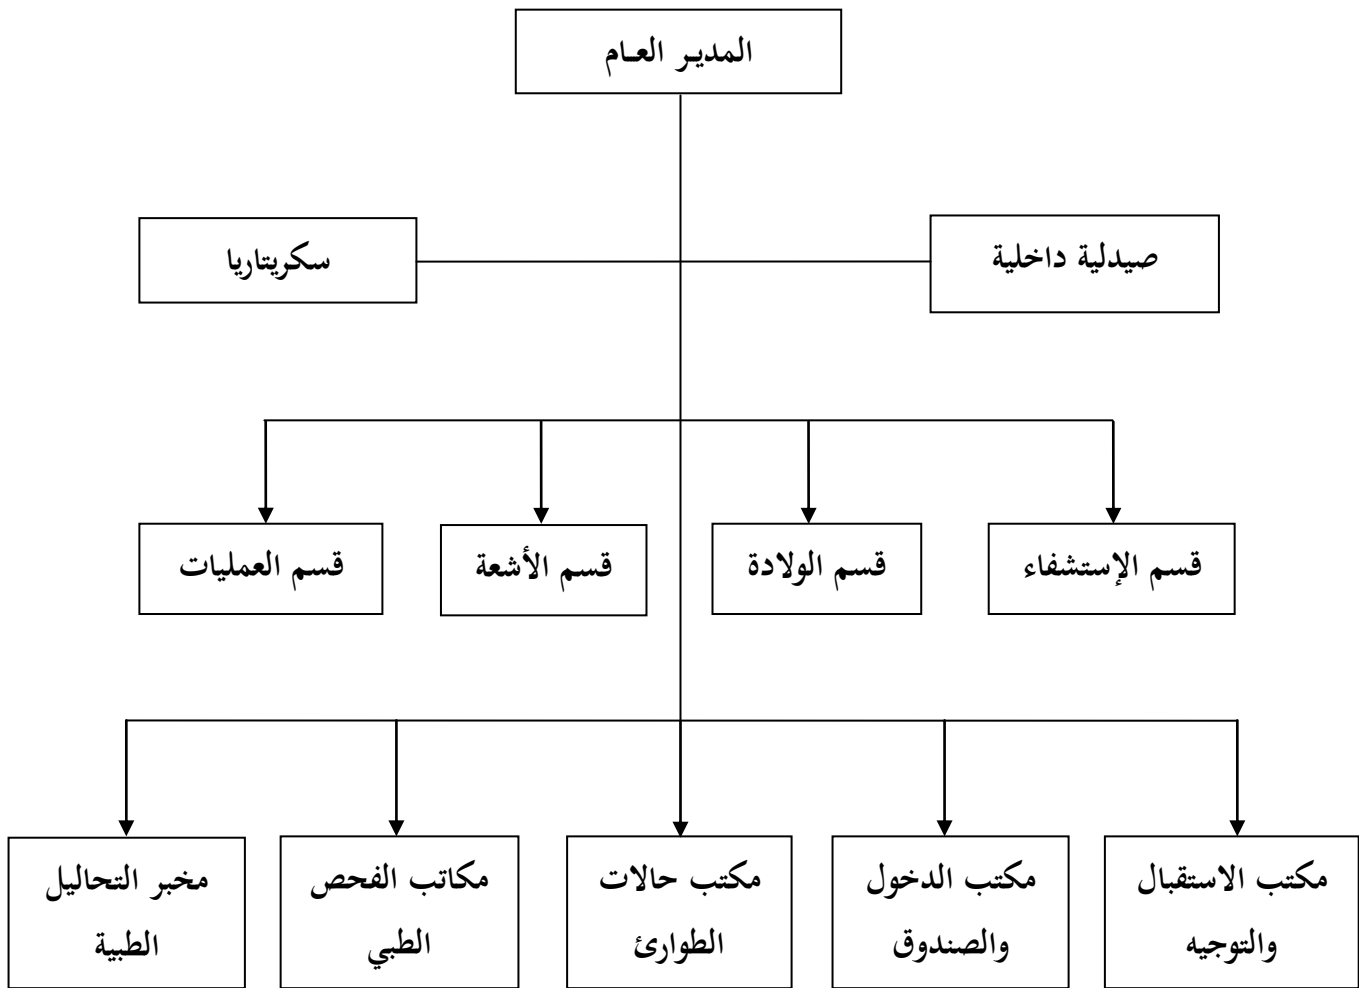 المديـر العـام
صيدلية داخلية
سكريتاريا
قسم الإستشفاء
قسم الولادة
قسم الأشعة
قسم العمليات
مكتب الاستقبال
والتوجيه
مكتب الدخول
والصندوق
مكتب حالات
الطوارئ
مكاتب الفحص
الطبي
مخبر التحاليل
الطبية